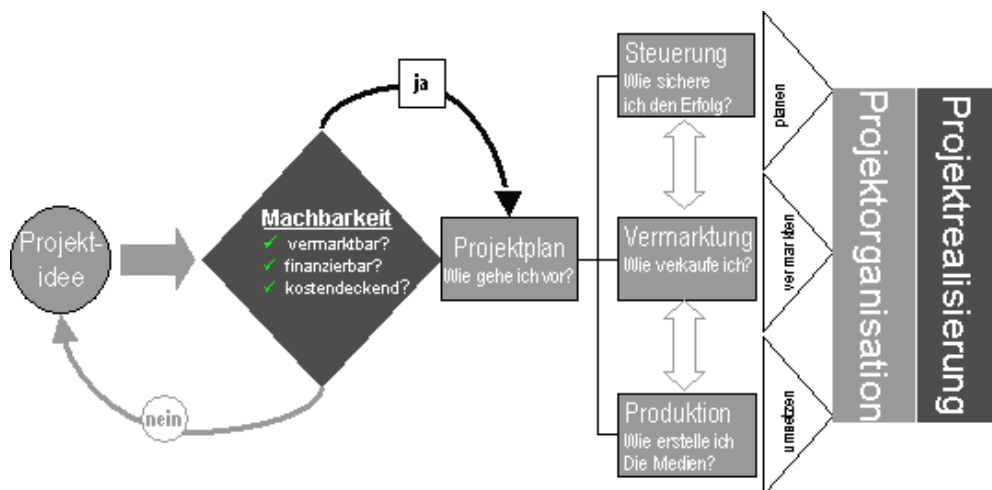 Projekt-
idee
Machbarkeit
vermarktbar?
finanzierbar?
kostendeckend?
ja
nein
Projektplan
Wie gehe ich vor?
Steuerung
Wie sichere
ich den Erfolg?
Vermarktung
Wie verkaufe ich?
Produktion
Wie erstelle ich
Die Medien?
planen
vermarkten
umsetzen
Projektorganisation
Projektrealisierung